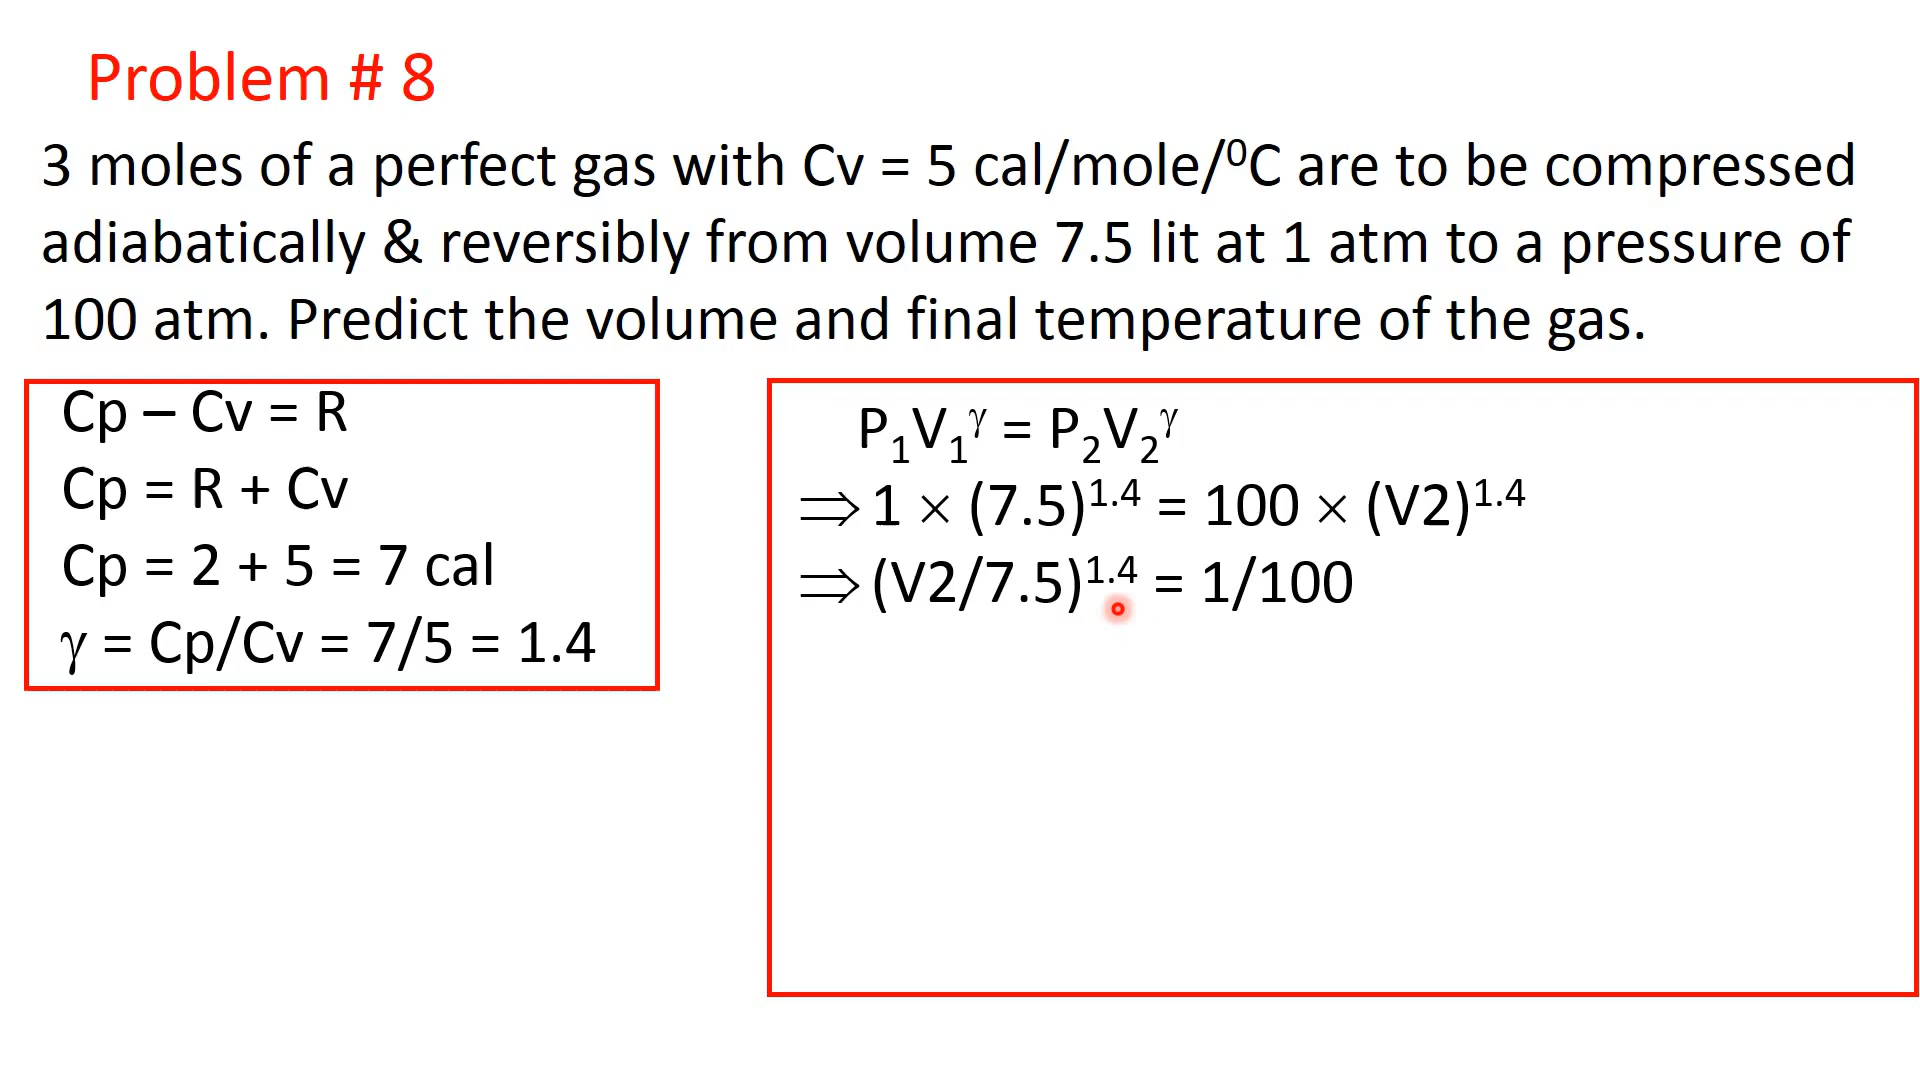 Problem # 8
3 moles of a perfect gas with Cv = 5 cal/mole/⁰C are to be compressed
adiabatically & reversibly from volume 7.5 lit at 1 atm to a pressure of
100 atm. Predict the volume and final temperature of the gas.
Cp – Cv = R
Cp = R + Cv
Cp = 2 + 5 = 7 cal
γ = Cp/Cv = 7/5 = 1.4
P₁V₁^γ = P₂V₂^γ
⇒ 1 × (7.5)^1.4 = 100 × (V2)^1.4
⇒ (V2/7.5)^1.4 = 1/100